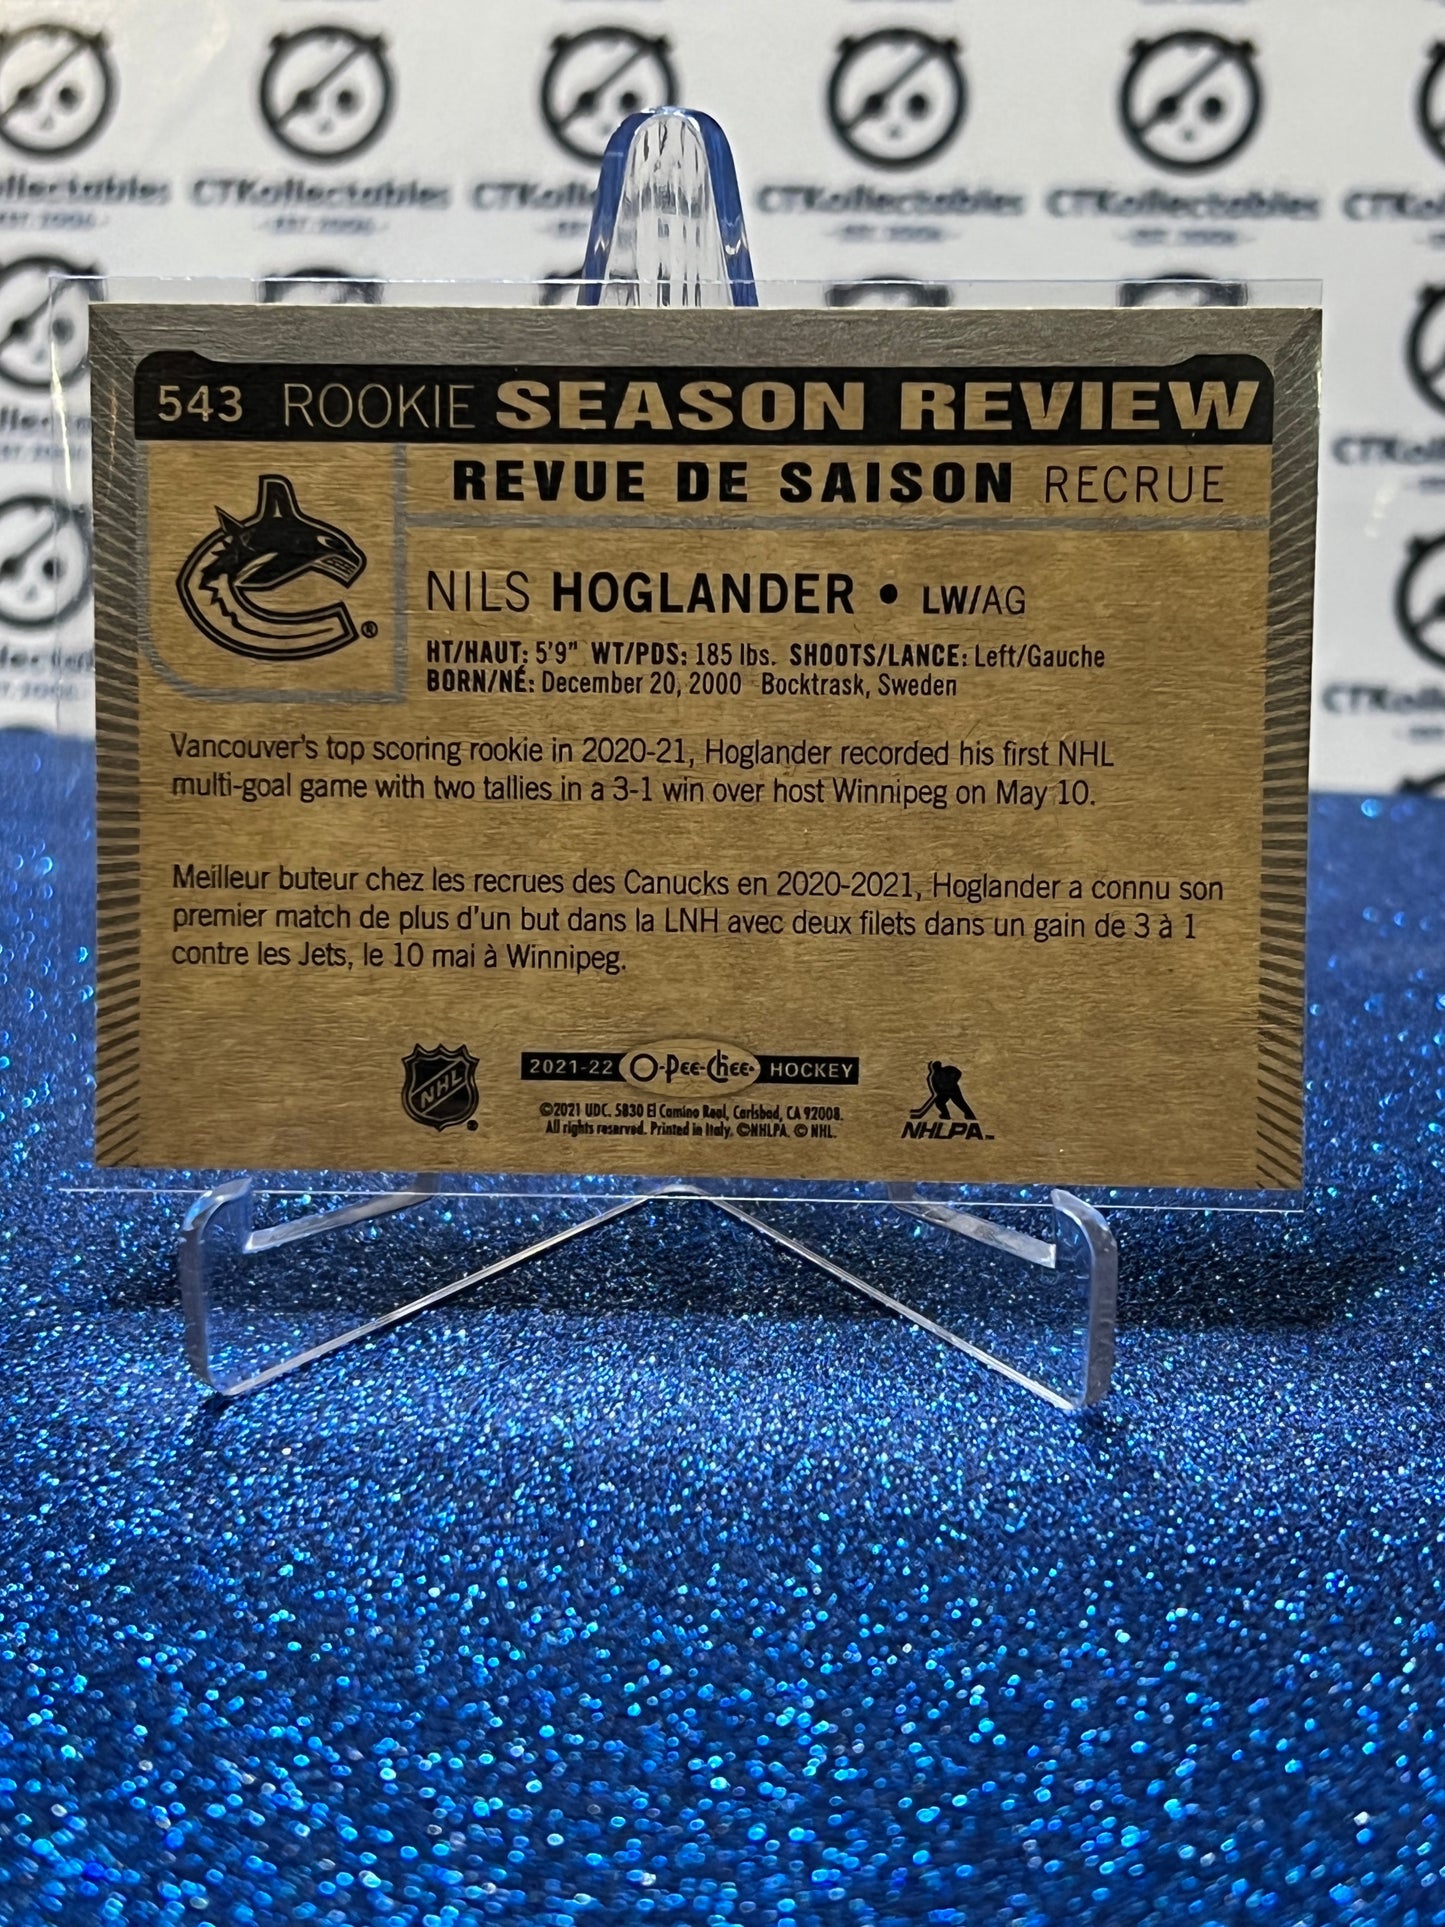 CTKollectables CTKollectables CTKollectables CTKollectables
543 ROOKIE SEASON REVIEW
REVUE DE SAISON RECRUE
NILS HOGLANDER • LW/AG
HT/HAUT: 5'9" WT/PDS: 185 lbs. SHOOTS/LANCE: Left/Gauche
BORN/NÉ: December 20, 2000 Bocktrask, Sweden
Vancouver's top scoring rookie in 2020-21, Hoglander recorded his first NHL
multi-goal game with two tallies in a 3-1 win over host Winnipeg on May 10.
Meilleur buteur chez les recrues des Canucks en 2020-2021, Hoglander a connu son
premier match de plus d'un but dans la LNH avec deux filets dans un gain de 3 à 1
contre les Jets, le 10 mai à Winnipeg.
NHL
2021-22 O-Pee-Chee HOCKEY
©2021 UDC. 5830 El Camino Real, Carlsbad, CA 92008.
All rights reserved. Printed in Italy. ©NHLPA. © NHL.
NHLPA